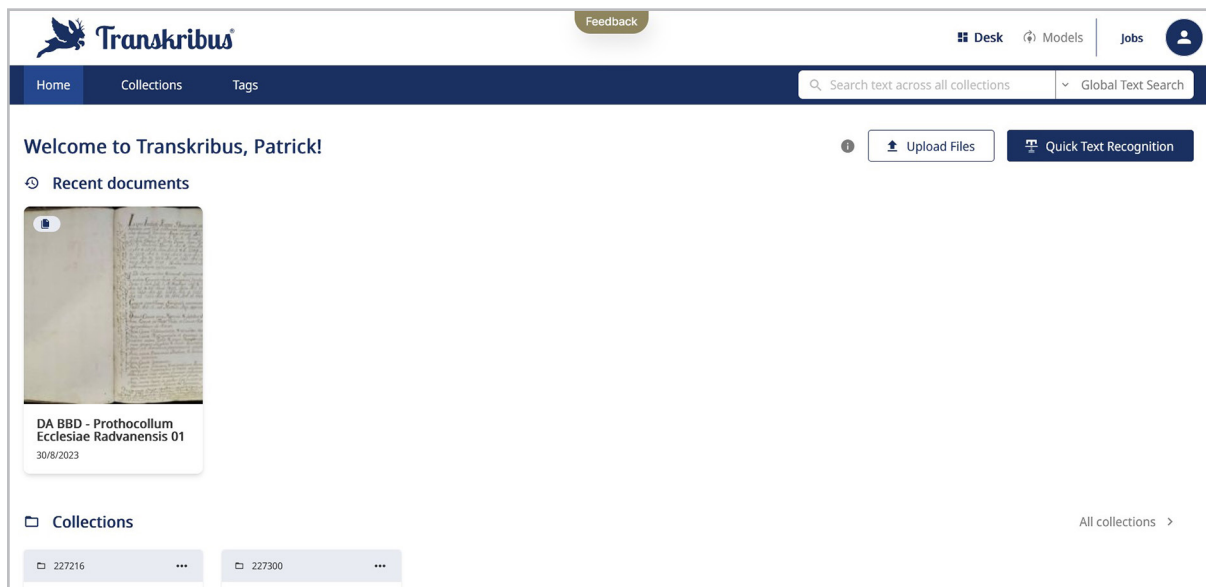 Transkribus®
Feedback
Desk
Models
Jobs
Home
Collections
Tags
Search text across all collections
Global Text Search
Welcome to Transkribus, Patrick!
Upload Files
Quick Text Recognition
Recent documents
DA BBD - Prothocollum
Ecclesiae Radvanensis 01
30/8/2023
Collections
All collections
227216
227300